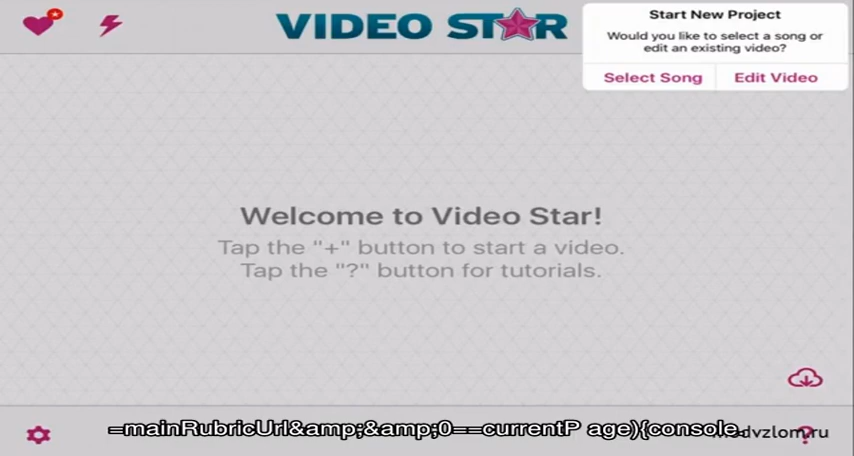 VIDEO STAR
Start New Project
Would you like to select a song or
edit an existing video?
Select Song
Edit Video
Welcome to Video Star!
Tap the "+" button to start a video.
Tap the "?" button for tutorials.
=mainRubricUrl&amp;&amp;0==currentP age){console.
modvzlom.ru